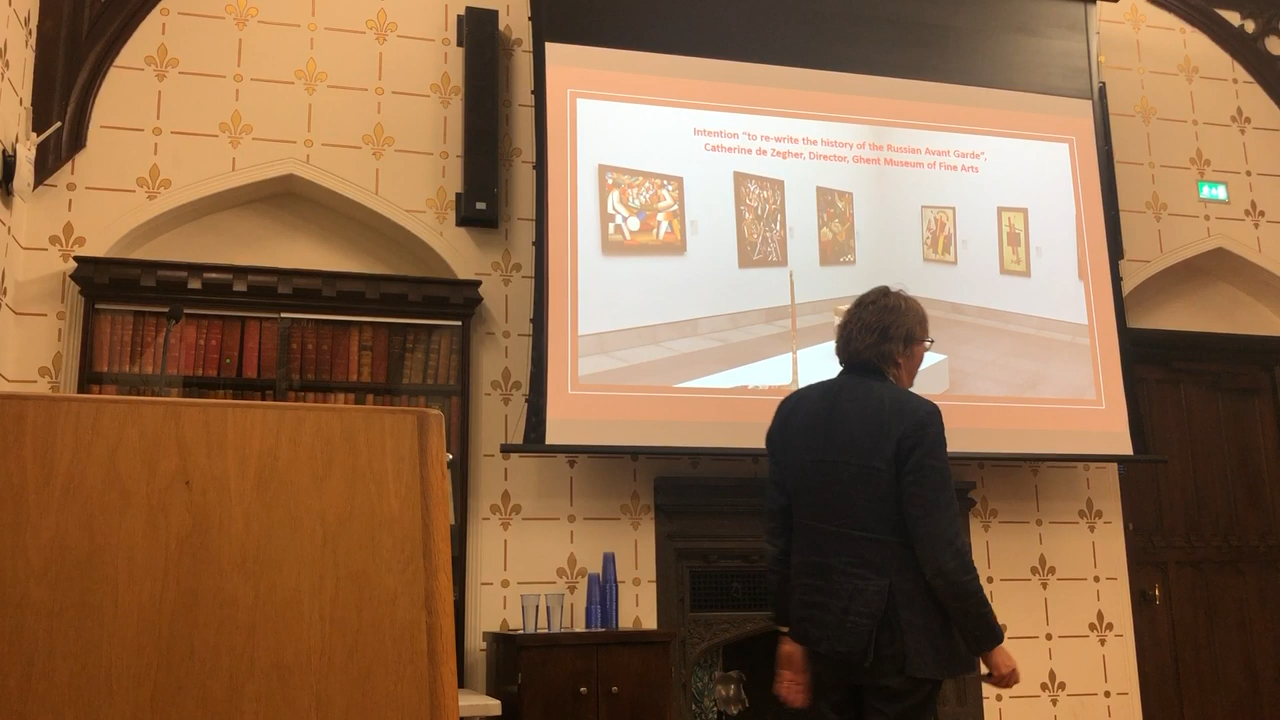 Intention "to re-write the history of the Russian Avant Garde",
Catherine de Zegher, Director, Ghent Museum of Fine Arts